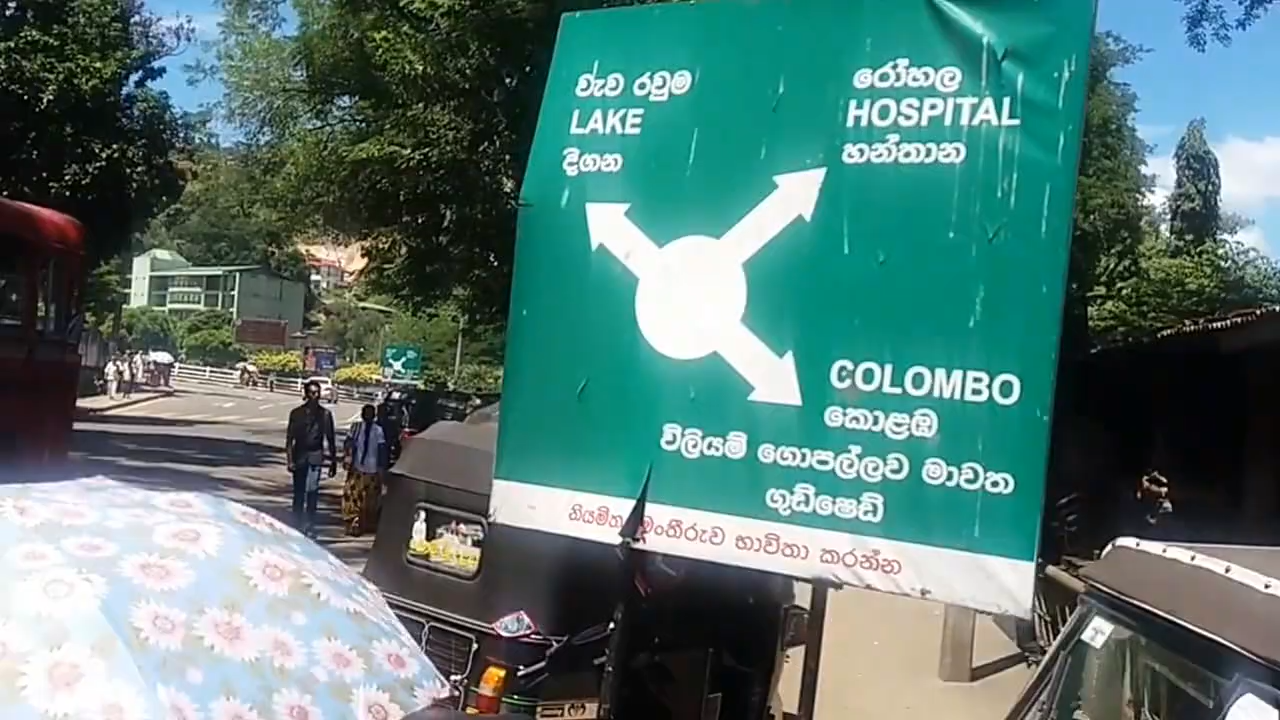 වැව රවුම
LAKE
දිගන
රෝහල
HOSPITAL
හන්තාන
COLOMBO
කොළඹ
විලියම් ගොපල්ලව මාවත
ගුඩ්ෂෙඩ්
නියමිත මංතීරුව භාවිතා කරන්න